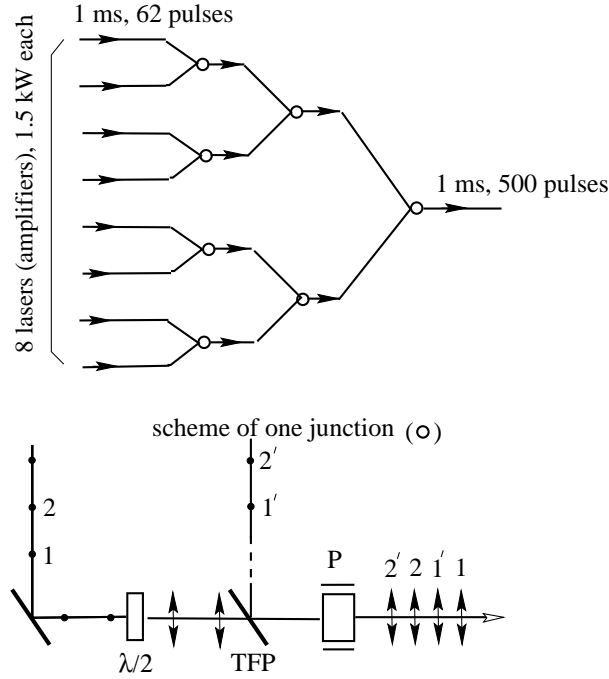 1 ms, 62 pulses
8 lasers (amplifiers), 1.5 kW each
1 ms, 500 pulses
scheme of one junction (o)
2
1
2′
1′
P
2′ 2 1′ 1
λ/2
TFP